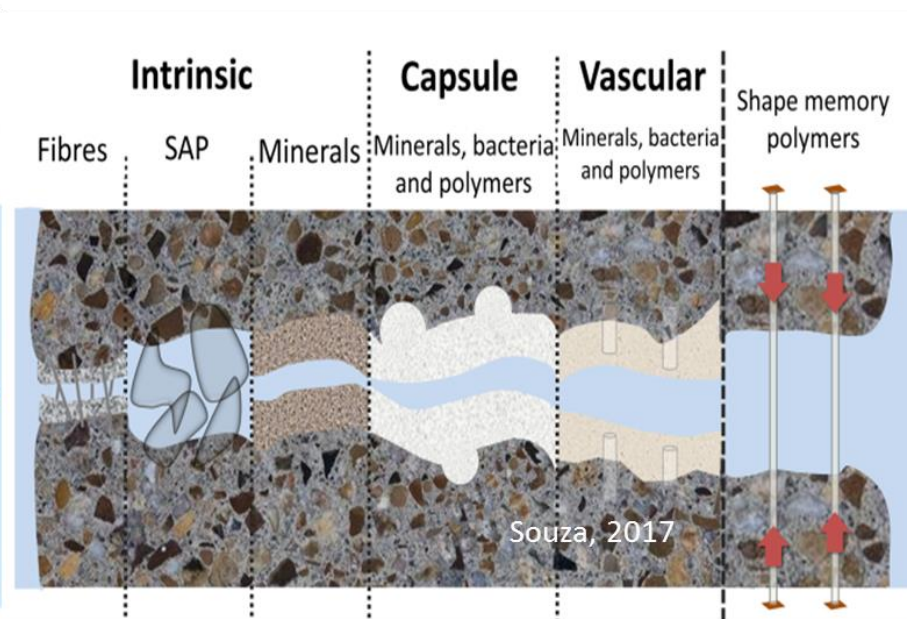 Intrinsic
Capsule
Vascular
Shape memory
polymers
Fibres
SAP
Minerals
Minerals, bacteria
and polymers
Minerals, bacteria
and polymers
Souza, 2017